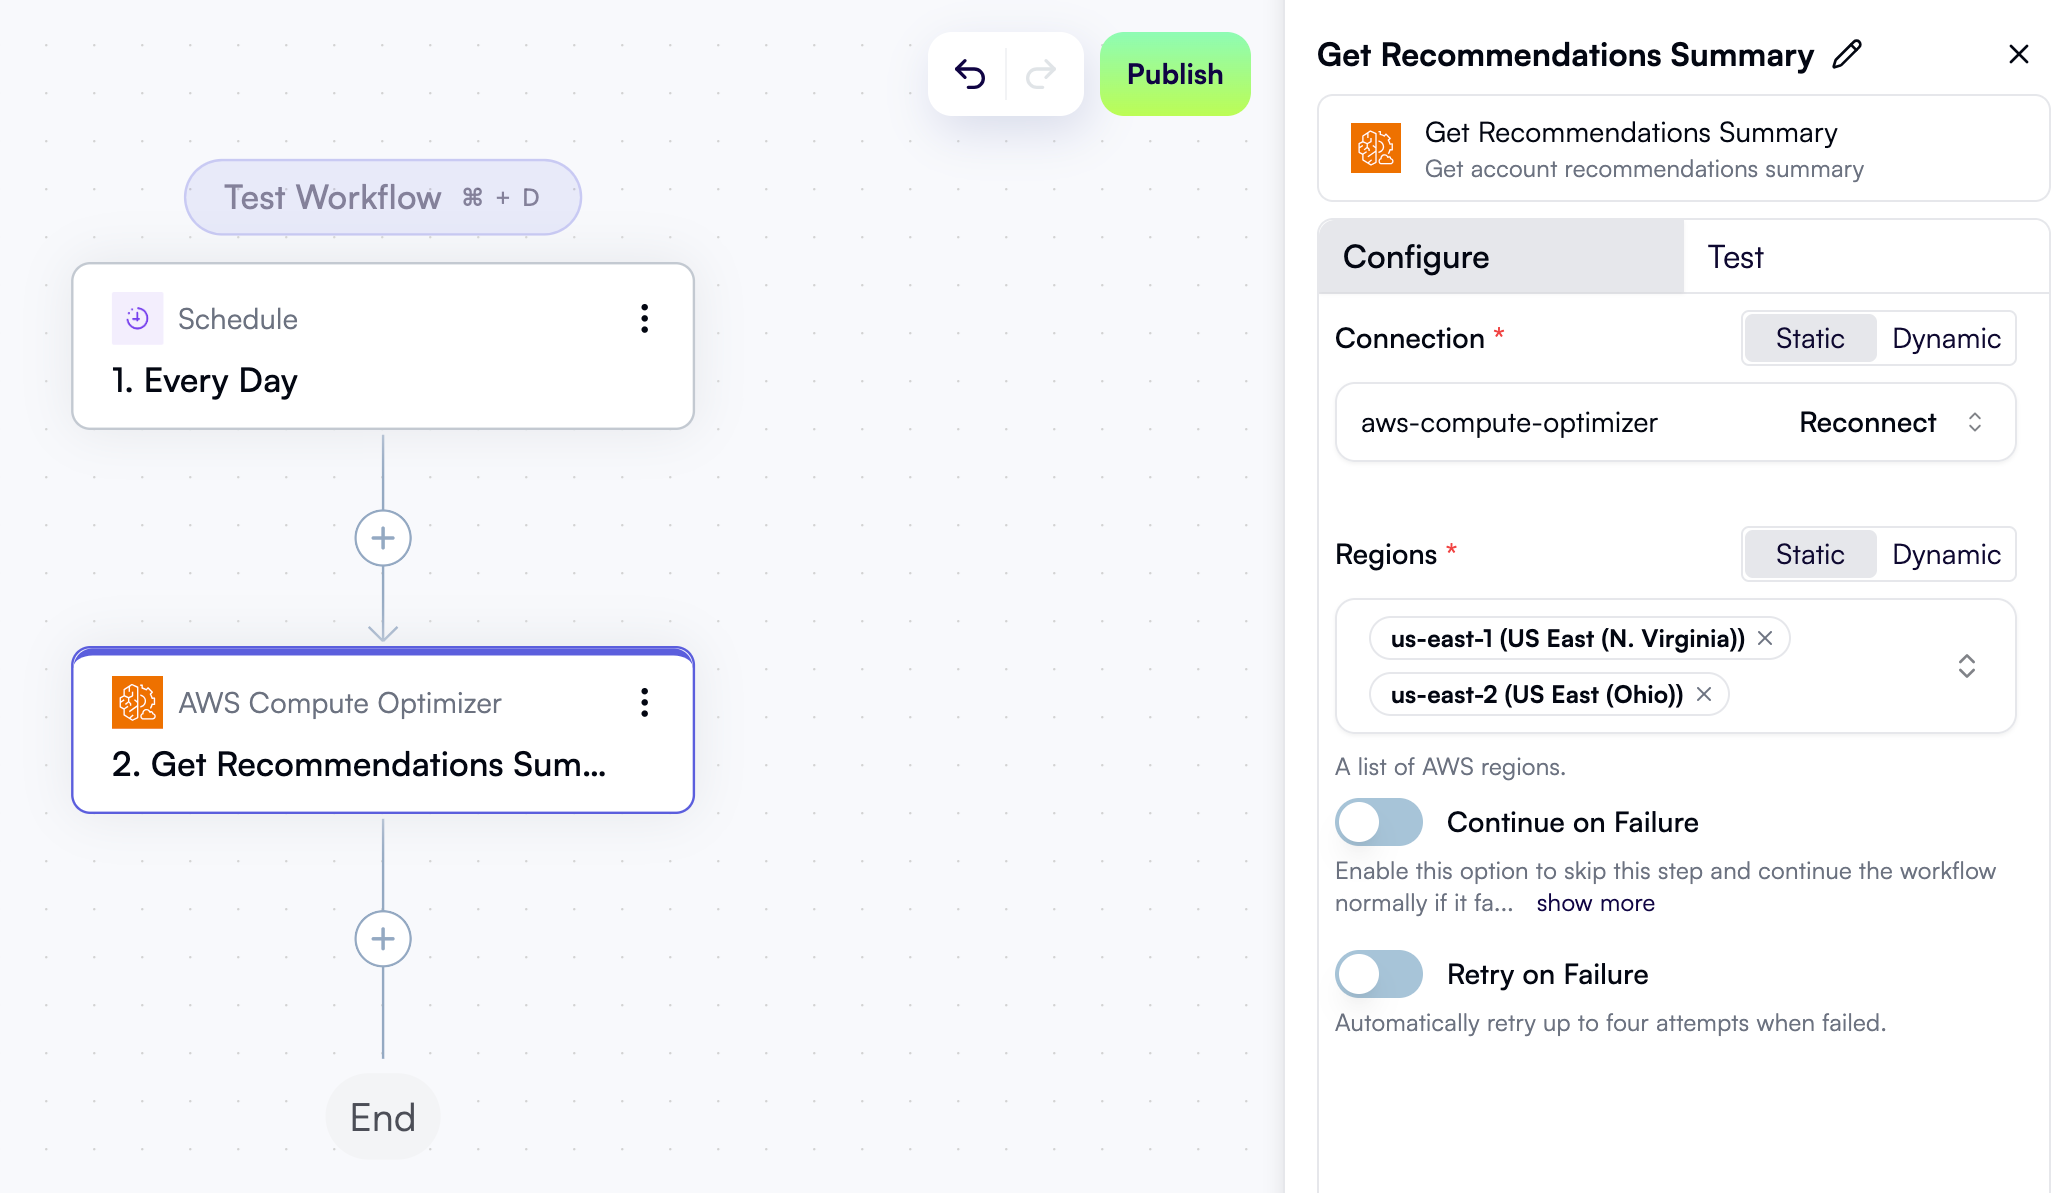 Publish
Test Workflow ⌘ + D
Schedule
1. Every Day
AWS Compute Optimizer
2. Get Recommendations Sum...
End
Get Recommendations Summary
Get Recommendations Summary
Get account recommendations summary
Configure
Test
Connection *
Static
Dynamic
aws-compute-optimizer
Reconnect
Regions *
Static
Dynamic
us-east-1 (US East (N. Virginia))
us-east-2 (US East (Ohio))
A list of AWS regions.
Continue on Failure
Enable this option to skip this step and continue the workflow
normally if it fa... show more
Retry on Failure
Automatically retry up to four attempts when failed.